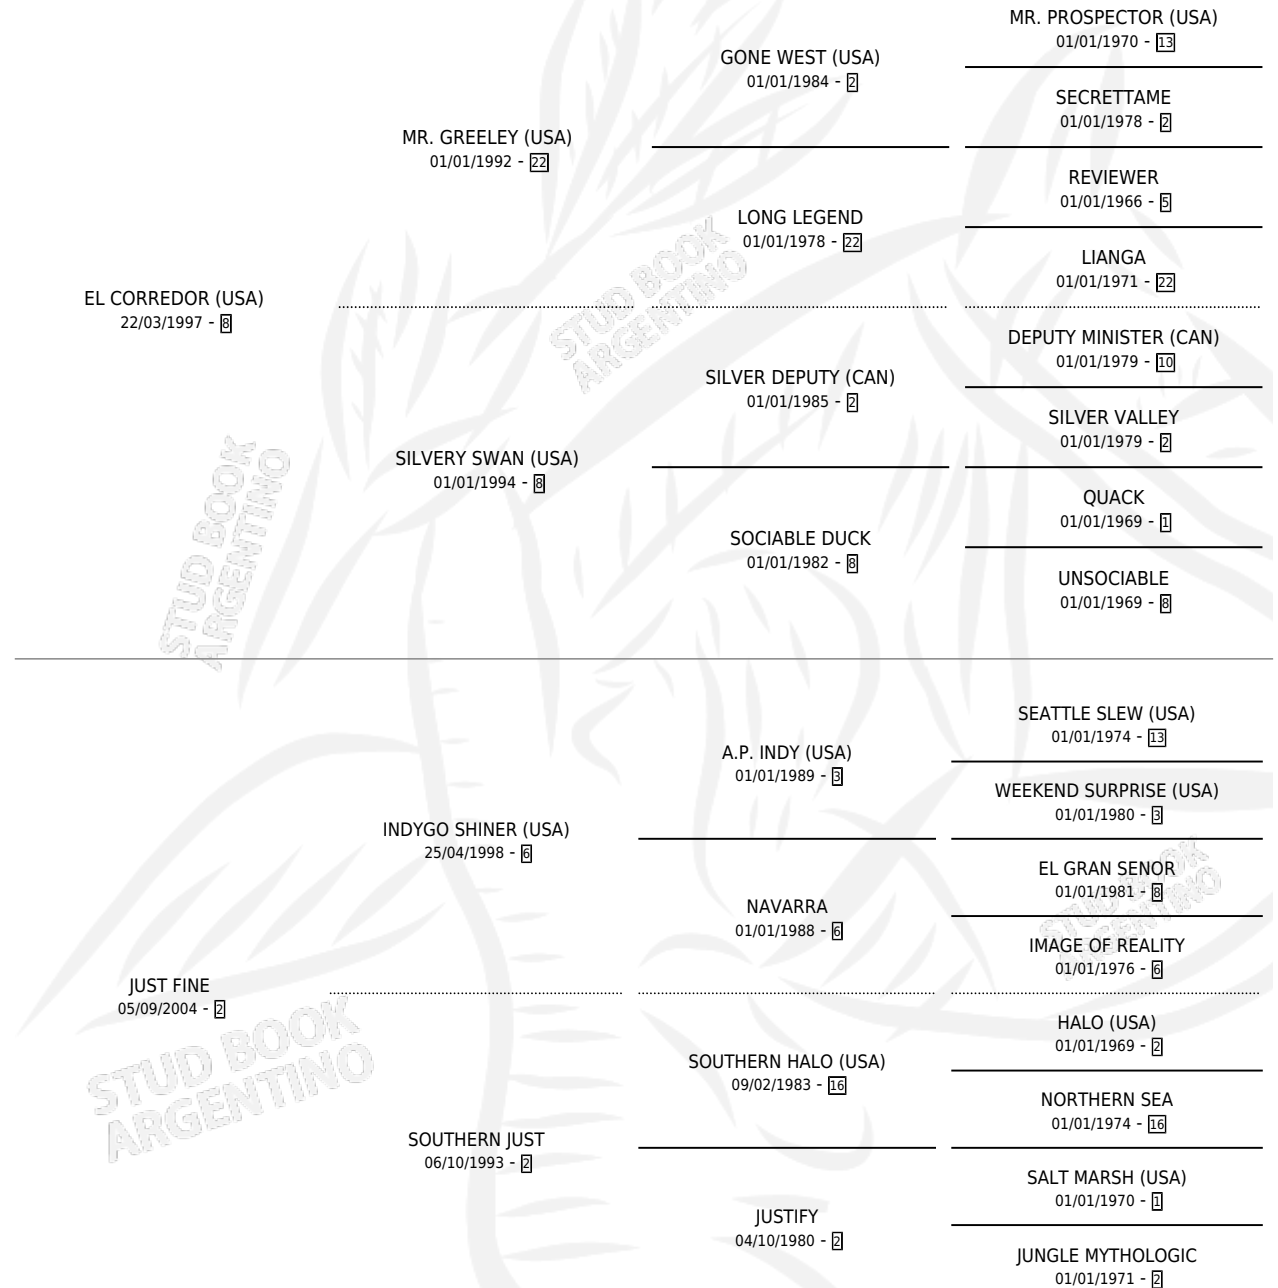 MR. PROSPECTOR (USA)
01/01/1970 - 13
GONE WEST (USA)
01/01/1984 - 2
SECRETTAME
01/01/1978 - 2
MR. GREELEY (USA)
01/01/1992 - 22
REVIEWER
01/01/1966 - 5
LONG LEGEND
01/01/1978 - 22
LIANGA
01/01/1971 - 22
EL CORREDOR (USA)
22/03/1997 - 8
DEPUTY MINISTER (CAN)
01/01/1979 - 10
SILVER DEPUTY (CAN)
01/01/1985 - 2
SILVER VALLEY
01/01/1979 - 2
SILVERY SWAN (USA)
01/01/1994 - 8
QUACK
01/01/1969 - 1
SOCIABLE DUCK
01/01/1982 - 8
UNSOCIABLE
01/01/1969 - 8
SEATTLE SLEW (USA)
01/01/1974 - 13
A.P. INDY (USA)
01/01/1989 - 3
WEEKEND SURPRISE (USA)
01/01/1980 - 3
INDYGO SHINER (USA)
25/04/1998 - 6
EL GRAN SENOR
01/01/1981 - 8
NAVARRA
01/01/1988 - 6
IMAGE OF REALITY
01/01/1976 - 6
JUST FINE
05/09/2004 - 2
HALO (USA)
01/01/1969 - 2
SOUTHERN HALO (USA)
09/02/1983 - 16
NORTHERN SEA
01/01/1974 - 16
SOUTHERN JUST
06/10/1993 - 2
SALT MARSH (USA)
01/01/1970 - 1
JUSTIFY
04/10/1980 - 2
JUNGLE MYTHOLOGIC
01/01/1971 - 2
STUD BOOK
ARGENTINO
STUD BOOK
ARGENTINO
STUD BOOK
ARGENTINO
STUD BOOK
ARGENTINO